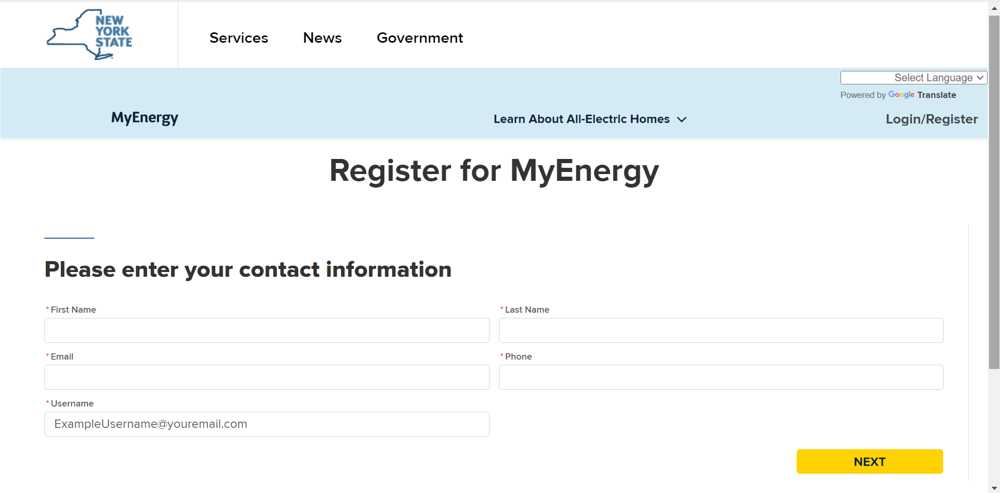 NEW
YORK
STATE
Services
News
Government
Select Language
Powered by Google Translate
MyEnergy
Learn About All-Electric Homes
Login/Register
Register for MyEnergy
Please enter your contact information
* First Name
* Last Name
* Email
* Phone
* Username
ExampleUsername@youremail.com
NEXT